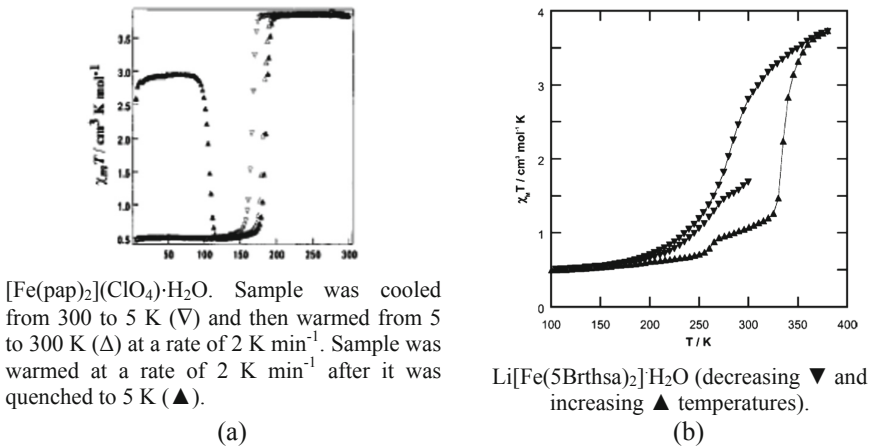 χₘT / cm³ K mol⁻¹
3.5
3.0
2.5
2.0
1.5
1.0
0.5
50 100 150 200 250 300
[Fe(pap)₂](ClO₄)·H₂O. Sample was cooled
from 300 to 5 K (∇) and then warmed from 5
to 300 K (Δ) at a rate of 2 K min⁻¹. Sample was
warmed at a rate of 2 K min⁻¹ after it was
quenched to 5 K (▲).
(a)
χₘT / cm³ mol⁻¹ K
4
3
2
1
0
100 150 200 250 300 350 400
T / K
Li[Fe(5Brthsa)₂]·H₂O (decreasing ▼ and
increasing ▲ temperatures).
(b)